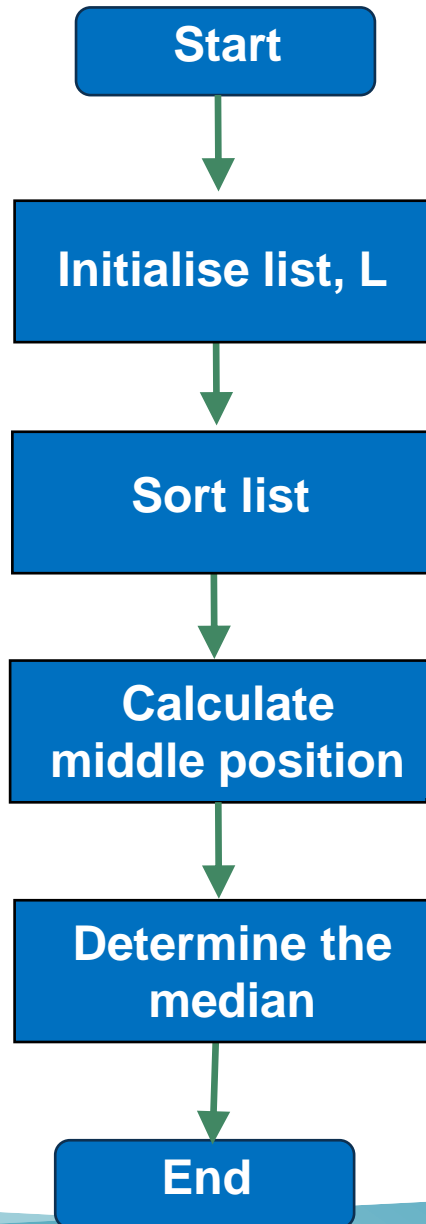 Start
Initialise list, L
Sort list
Calculate
middle position
Determine the
median
End